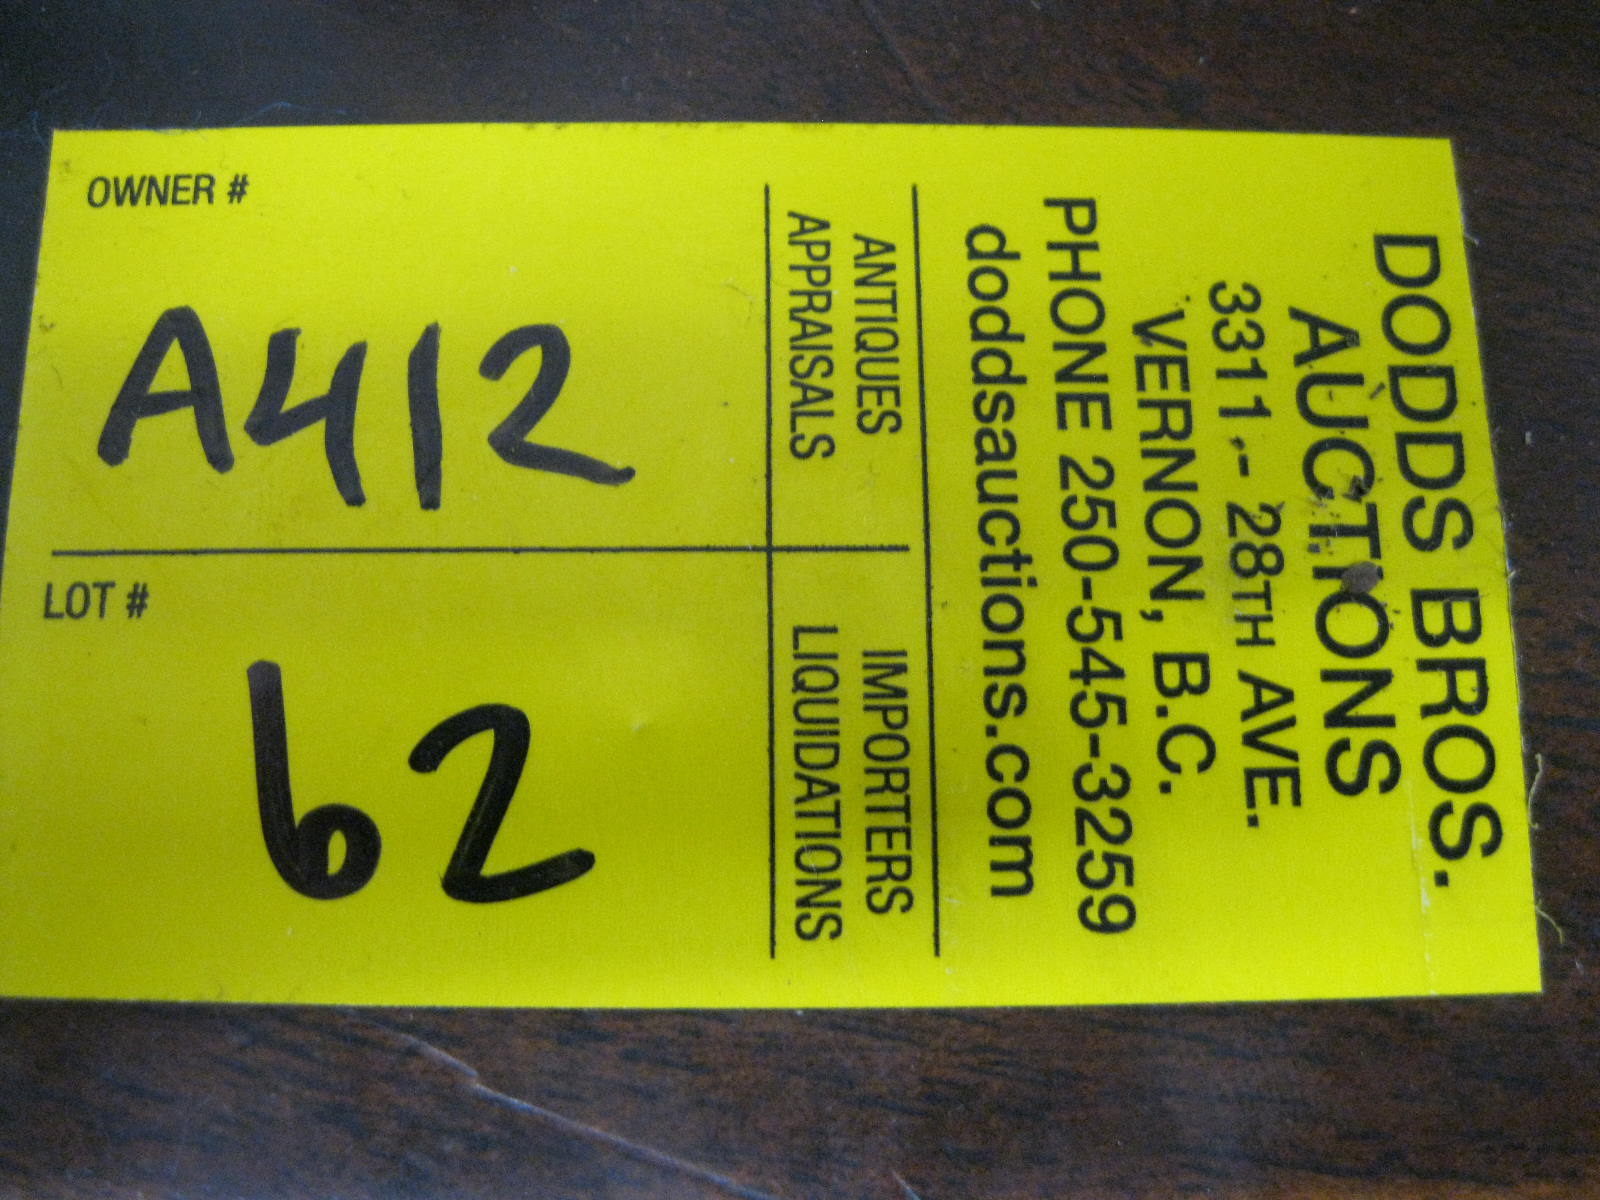 DODDS BROS.
AUCTIONS
3311 - 28TH AVE.
VERNON, B.C.
PHONE 250-545-3259
doddsauctions.com
ANTIQUES
APPRAISALS
IMPORTERS
LIQUIDATIONS
OWNER #
A412
LOT #
62